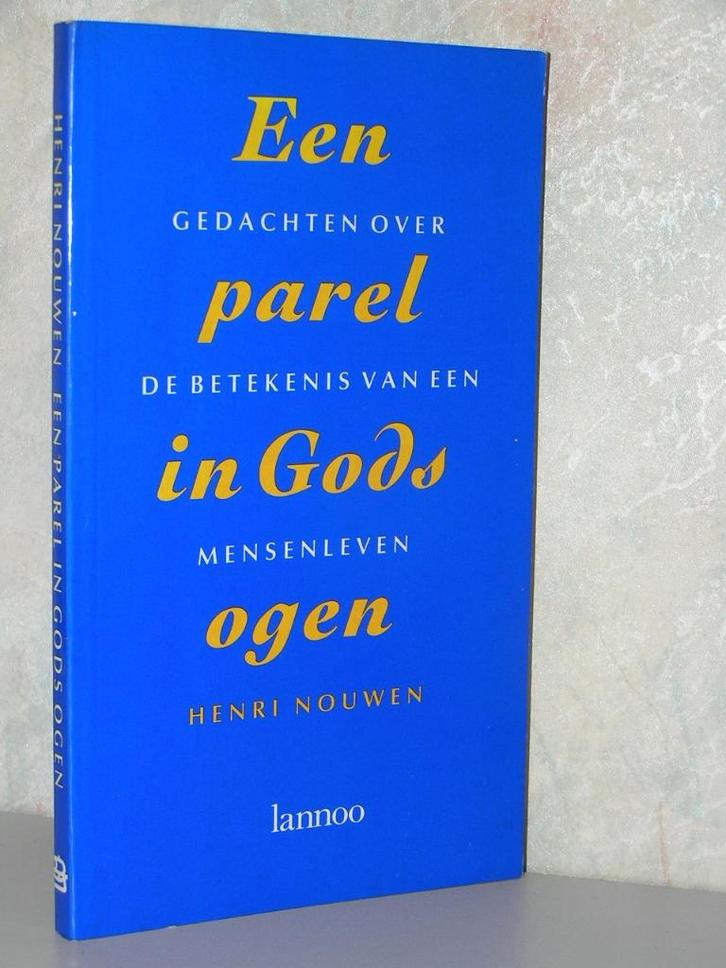 Een
GEDACHTEN OVER
parel
DE BETEKENIS VAN EEN
in Gods
MENSENLEVEN
ogen
HENRI NOUWEN
lannoo
HENRI NOUWEN EEN PAREL IN GODS OGEN